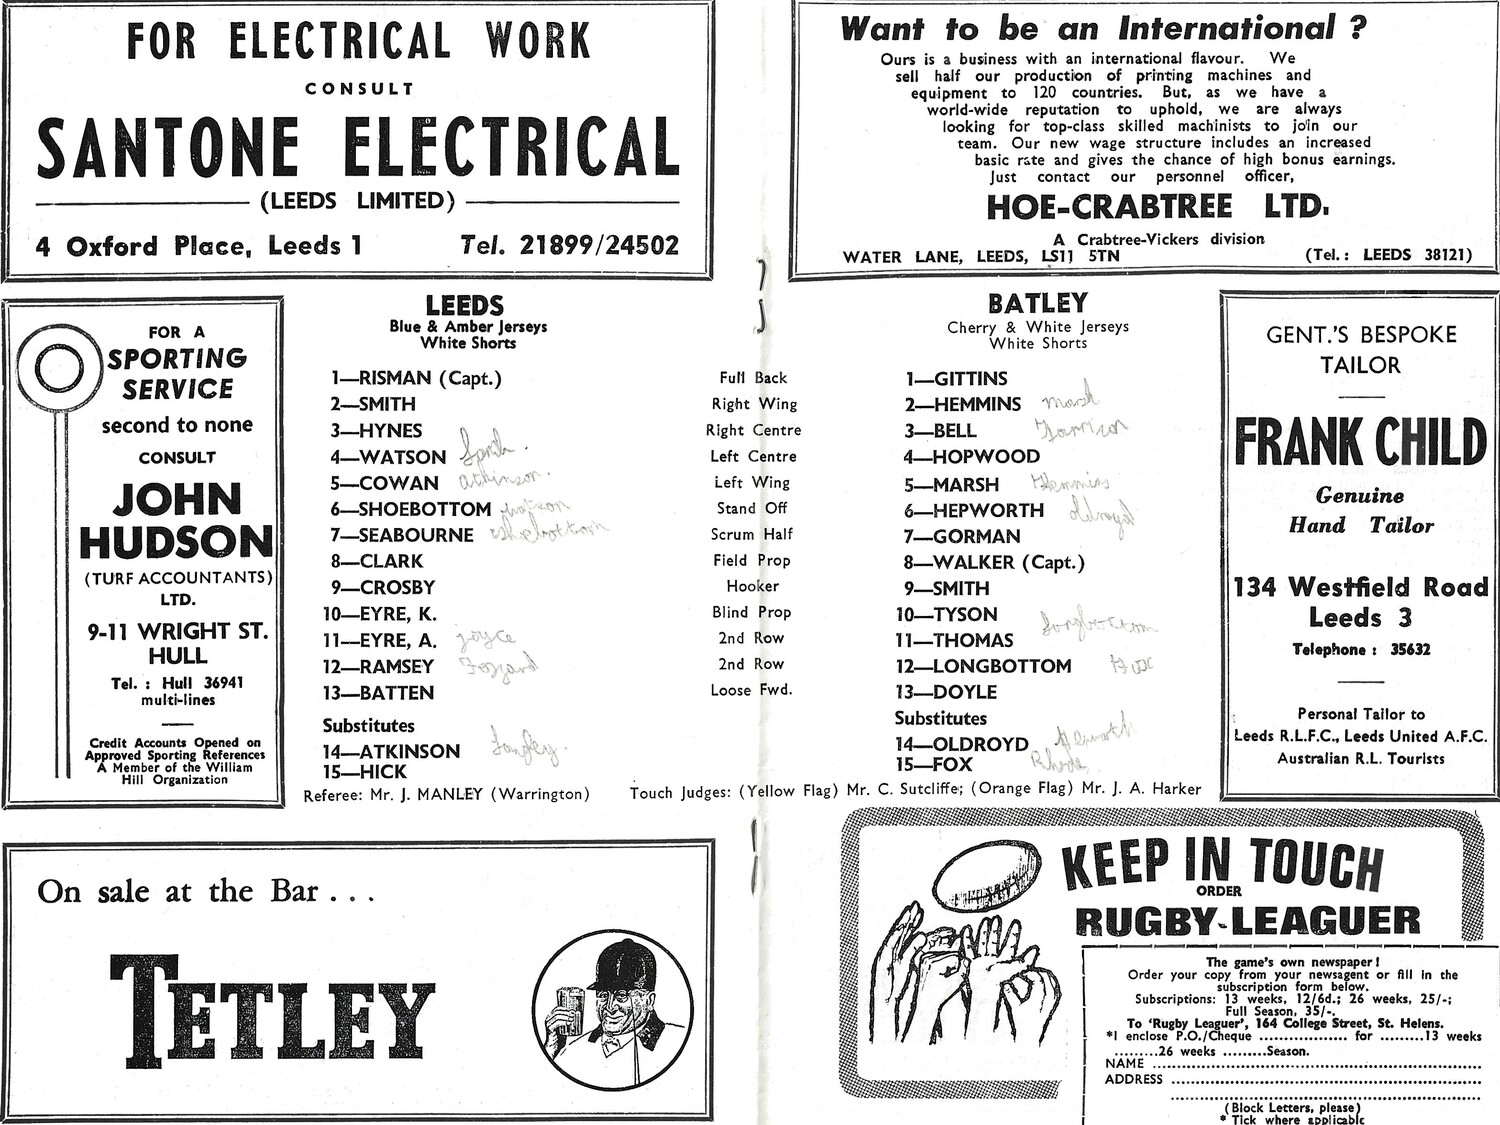 FOR ELECTRICAL WORK
CONSULT
SANTONE ELECTRICAL
(LEEDS LIMITED)
4 Oxford Place, Leeds 1 Tel. 21899/24502
Want to be an International ?
Ours is a business with an international flavour. We
sell half our production of printing machines and
equipment to 120 countries. But, as we have a
world-wide reputation to uphold, we are always
looking for top-class skilled machinists to join our
team. Our new wage structure includes an increased
basic rate and gives the chance of high bonus earnings.
Just contact our personnel officer,
HOE-CRABTREE LTD.
A Crabtree-Vickers division
WATER LANE, LEEDS, LS11 5TN (Tel.: LEEDS 38121)
FOR A
SPORTING
SERVICE
second to none
CONSULT
JOHN
HUDSON
(TURF ACCOUNTANTS)
LTD.
9-11 WRIGHT ST.
HULL
Tel. : Hull 36941
multi-lines
Credit Accounts Opened on
Approved Sporting References
A Member of the William
Hill Organization
LEEDS
Blue & Amber Jerseys
White Shorts
1—RISMAN (Capt.)
2—SMITH
3—HYNES
4—WATSON
5—COWAN atkinson.
6—SHOEBOTTOM watson
7—SEABOURNE shoebottom
8—CLARK
9—CROSBY
10—EYRE, K.
11—EYRE, A. joyce
12—RAMSEY Fozzard
13—BATTEN
Substitutes
14—ATKINSON Langley.
15—HICK
Full Back
Right Wing
Right Centre
Left Centre
Left Wing
Stand Off
Scrum Half
Field Prop
Hooker
Blind Prop
2nd Row
2nd Row
Loose Fwd.
BATLEY
Cherry & White Jerseys
White Shorts
1—GITTINS
2—HEMMINS marsh
3—BELL
4—HOPWOOD
5—MARSH Hemmins
6—HEPWORTH oldroyd
7—GORMAN
8—WALKER (Capt.)
9—SMITH
10—TYSON
11—THOMAS longbottom
12—LONGBOTTOM Fox
13—DOYLE
Substitutes
14—OLDROYD Hepworth
15—FOX Rhodes
Referee: Mr. J. MANLEY (Warrington) Touch Judges: (Yellow Flag) Mr. C. Sutcliffe; (Orange Flag) Mr. J. A. Harker
GENT.'S BESPOKE
TAILOR
FRANK CHILD
Genuine
Hand Tailor
134 Westfield Road
Leeds 3
Telephone : 35632
Personal Tailor to
Leeds R.L.F.C., Leeds United A.F.C.
Australian R.L. Tourists
On sale at the Bar . . .
TETLEY
KEEP IN TOUCH
ORDER
RUGBY-LEAGUER
The game's own newspaper!
Order your copy from your newsagent or fill in the
subscription form below.
Subscriptions: 13 weeks, 12/6d.; 26 weeks, 25/-;
Full Season, 35/-.
To 'Rugby Leaguer', 164 College Street, St. Helens.
*I enclose P.O./Cheque .................. for .........13 weeks
.........26 weeks .........Season.
NAME ..................
ADDRESS ..................
..................
(Block Letters, please)
* Tick where applicable